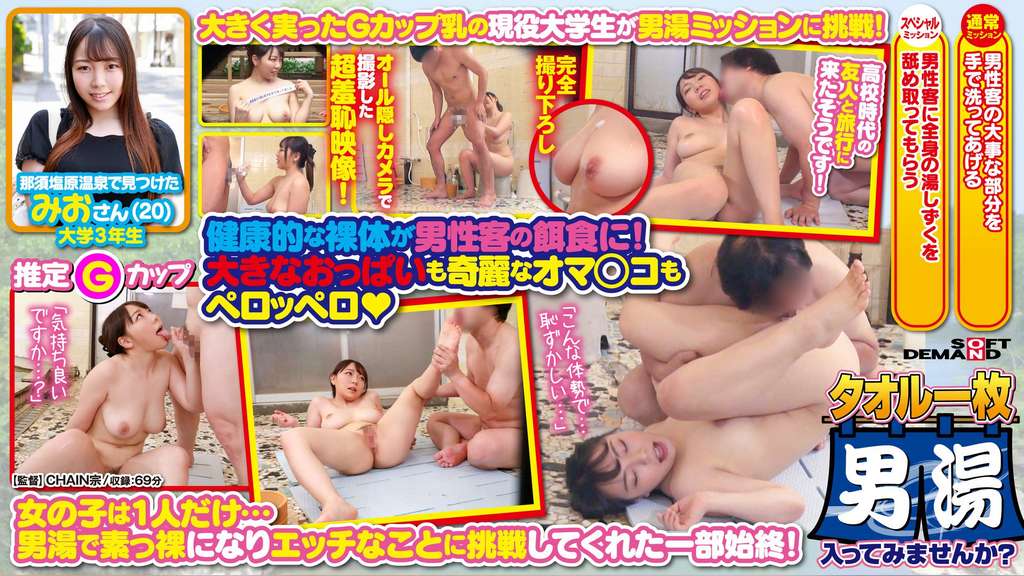 大きく実ったGカップ乳の現役大学生が男湯ミッションに挑戦!
通常
ミッション
男性客の大事な部分を
手で洗ってあげる
スペシャル
ミッション
男性客に全身の湯しずくを
舐め取ってもらう
高校時代の
友人と旅行に
来たそうです!!
完全
撮り下ろし
オール隠しカメラで
撮影した
超羞恥映像!
那須塩原温泉で見つけた
みおさん(20)
大学3年生
推定Gカップ
健康的な裸体が男性客の餌食に!
大きなおっぱいも奇麗なオマ○コも
ペロッペロ♥
「気持ち良い
ですか…?」
「こんな体勢で…
恥ずかしい…」
SOFT
ON
DEMAND
タオル一枚
男湯
入ってみませんか?
【監督】CHAIN宗/収録:69分
女の子は1人だけ…
男湯で素っ裸になりエッチなことに挑戦してくれた一部始終!